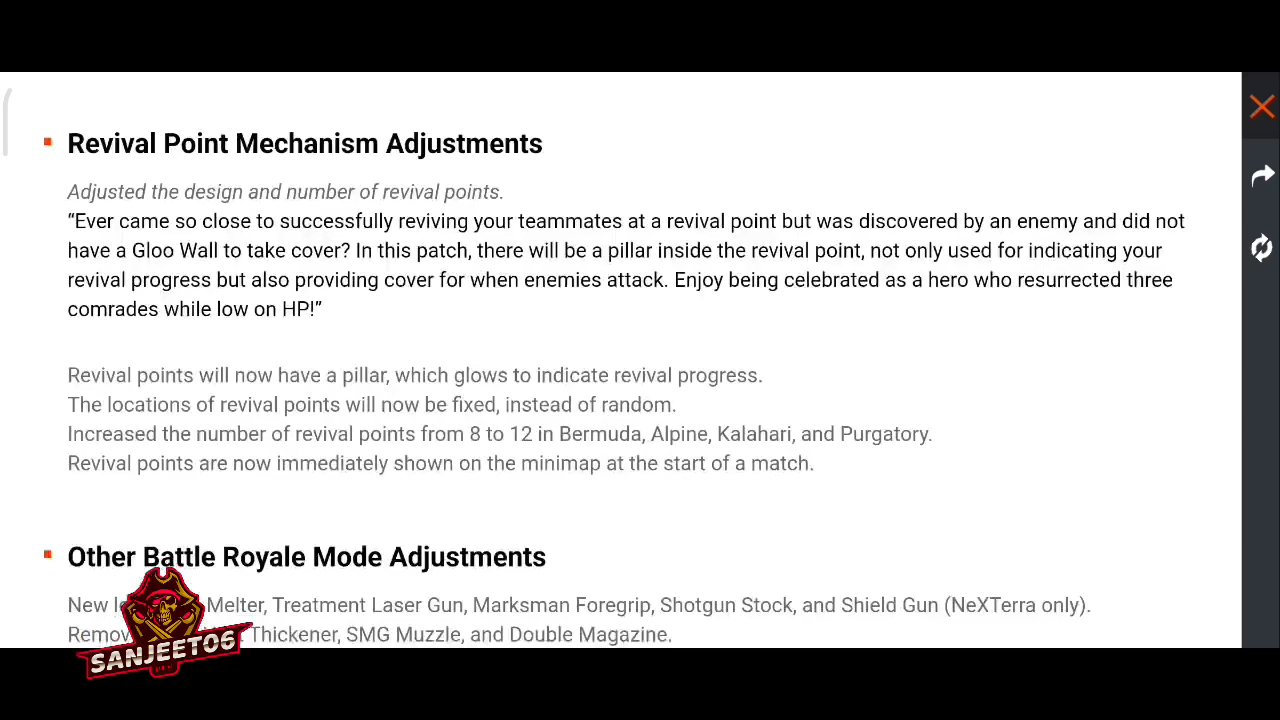 Revival Point Mechanism Adjustments
Adjusted the design and number of revival points.
“Ever came so close to successfully reviving your teammates at a revival point but was discovered by an enemy and did not
have a Gloo Wall to take cover? In this patch, there will be a pillar inside the revival point, not only used for indicating your
revival progress but also providing cover for when enemies attack. Enjoy being celebrated as a hero who resurrected three
comrades while low on HP!”
Revival points will now have a pillar, which glows to indicate revival progress.
The locations of revival points will now be fixed, instead of random.
Increased the number of revival points from 8 to 12 in Bermuda, Alpine, Kalahari, and Purgatory.
Revival points are now immediately shown on the minimap at the start of a match.
Other Battle Royale Mode Adjustments
New Melter, Treatment Laser Gun, Marksman Foregrip, Shotgun Stock, and Shield Gun (NeXTerra only).
Thickener, SMG Muzzle, and Double Magazine.
SANJEET06